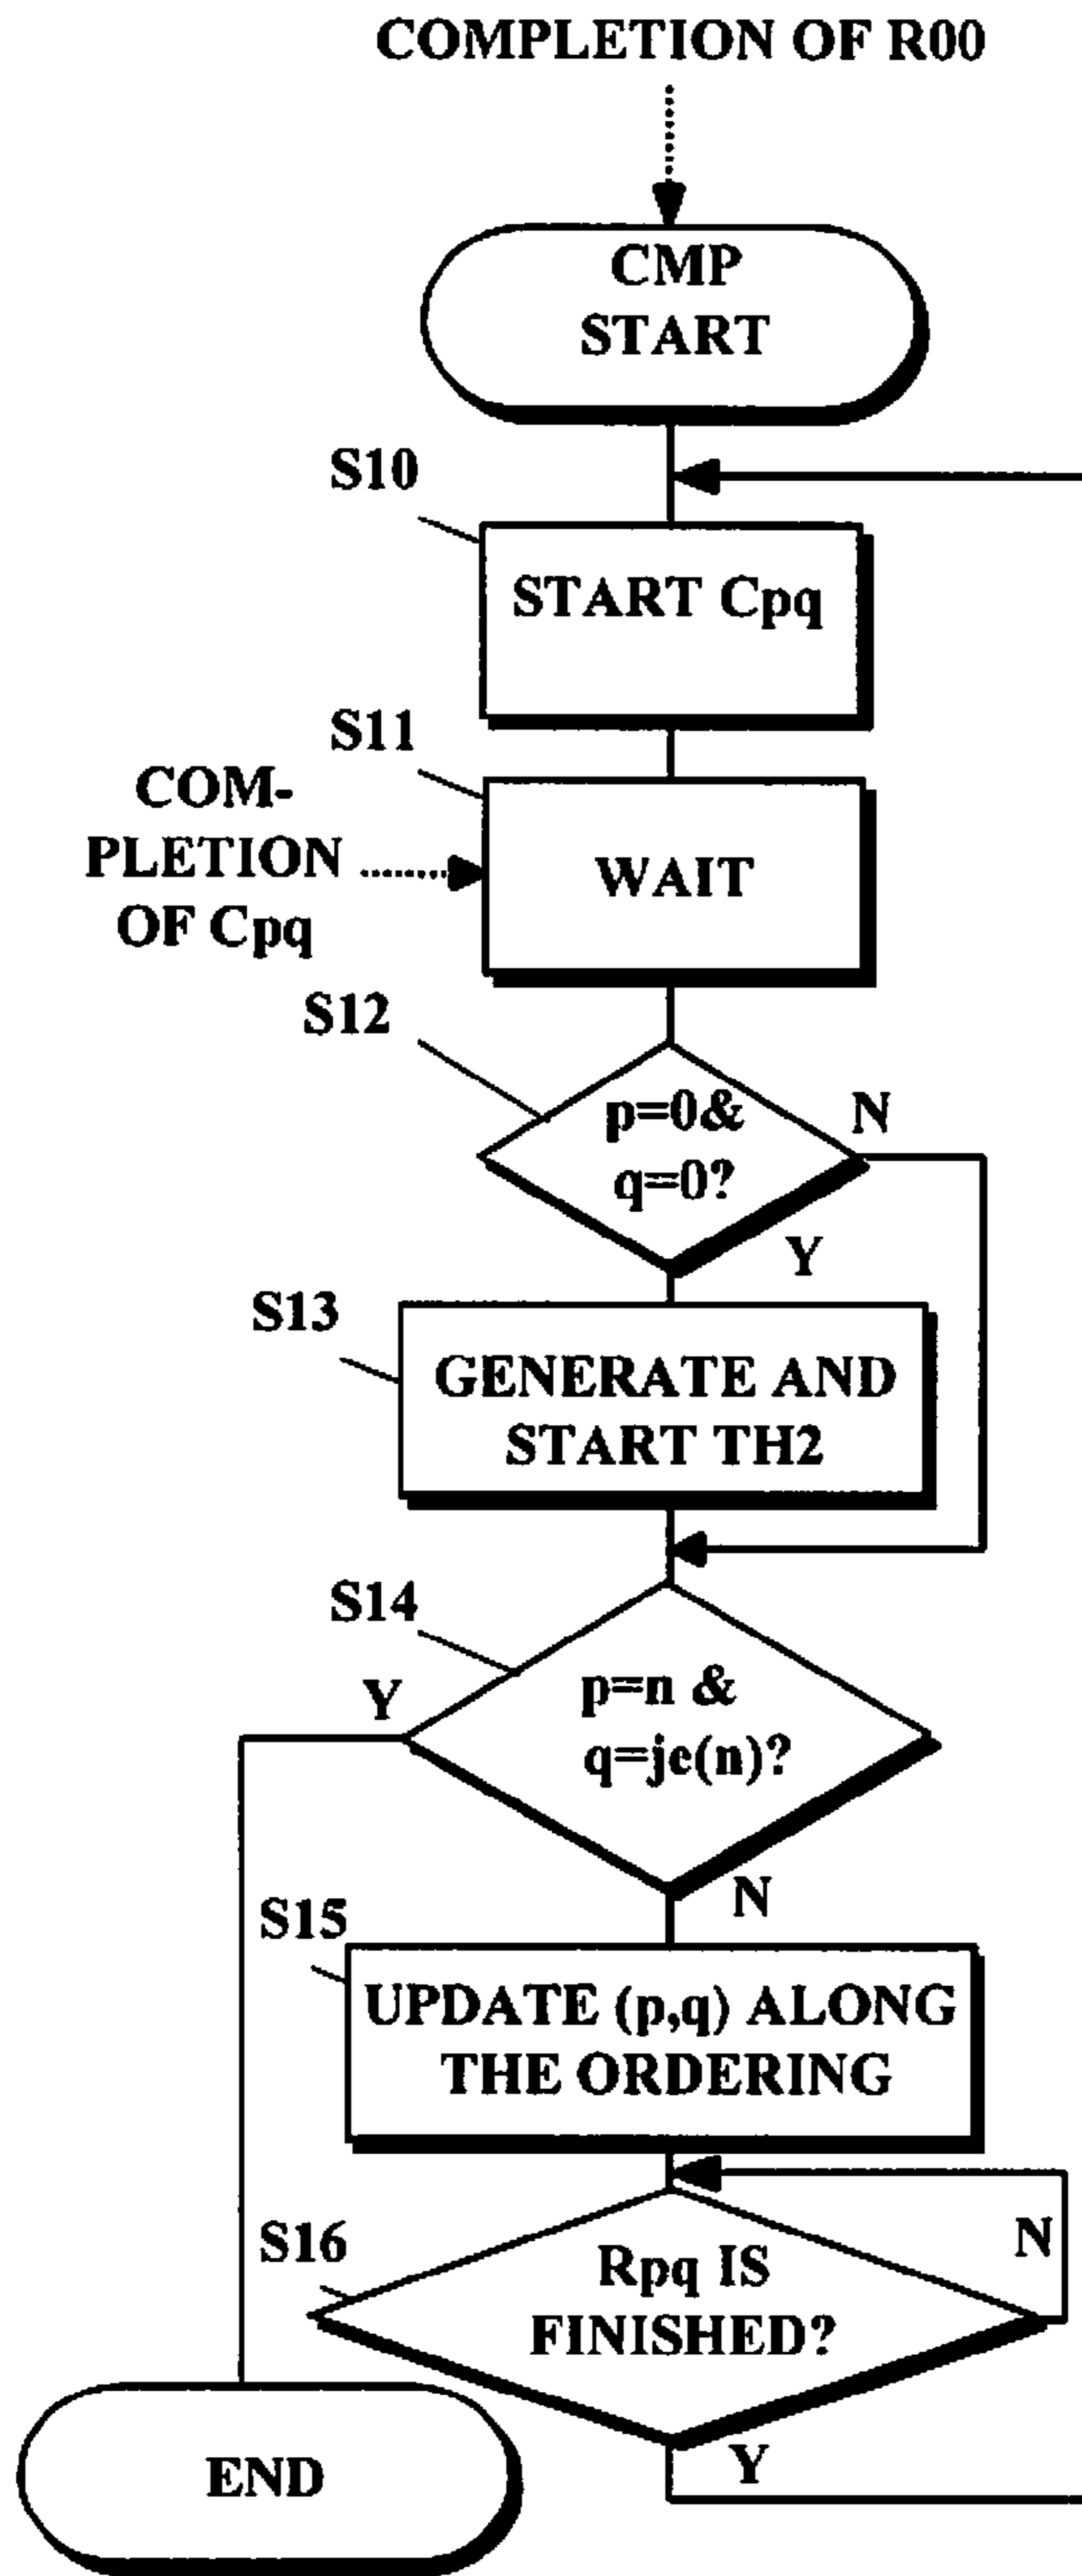 COMPLETION OF R00
CMP
START
S10
START Cpq
S11
COM-
PLETION
OF Cpq
WAIT
S12
p=0&
q=0?
N
Y
S13
GENERATE AND
START TH2
S14
Y
p=n &
q=je(n)?
N
S15
UPDATE (p,q) ALONG
THE ORDERING
S16
Rpq IS
FINISHED?
N
Y
END